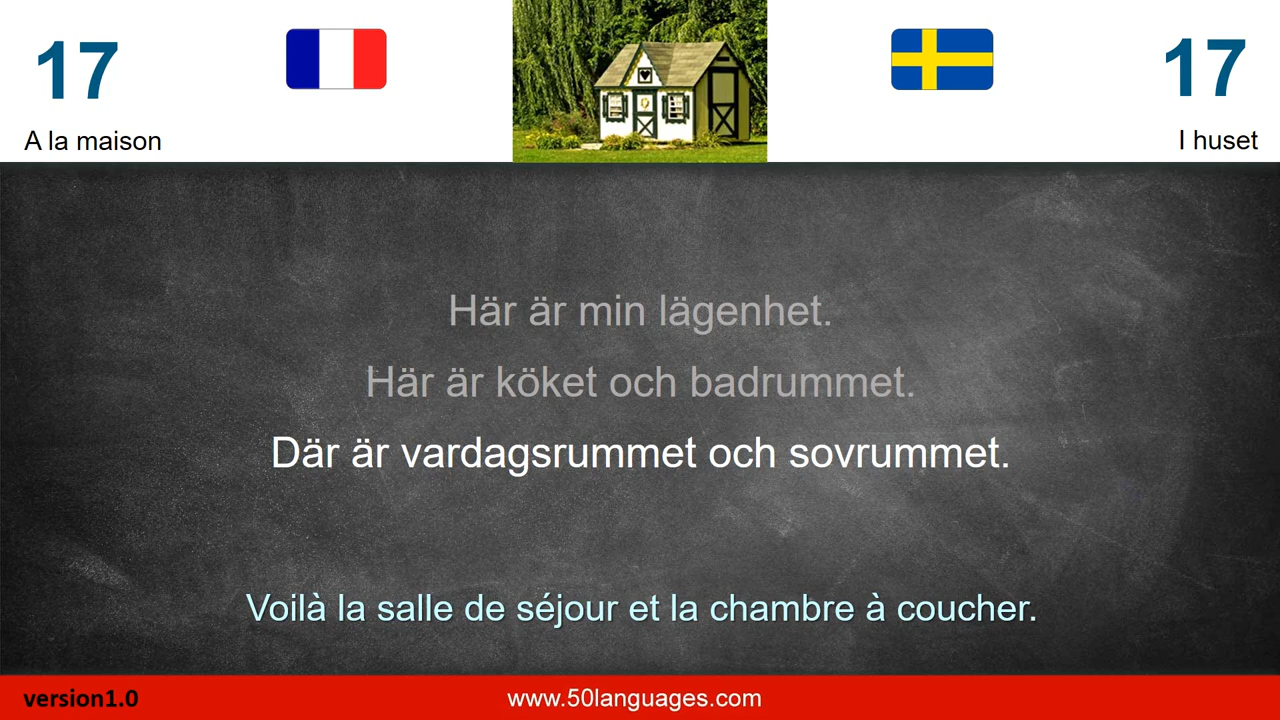 17
17
A la maison
I huset
Här är min lägenhet.
Här är köket och badrummet.
Där är vardagsrummet och sovrummet.
Voilà la salle de séjour et la chambre à coucher.
version1.0
www.50languages.com